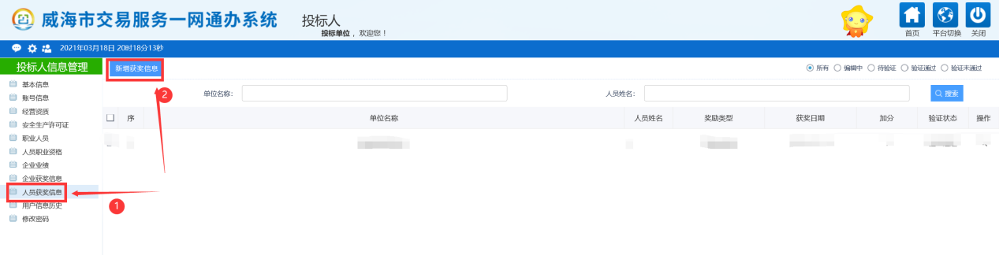 威海市交易服务一网通办系统
投标人
投标单位，欢迎您！
首页 平台切换 关闭
2021年03月18日 20时18分13秒
投标人信息管理
新增获奖信息
所有 编辑中 待验证 验证通过 验证未通过
基本信息
账号信息
经营资质
安全生产许可证
职业人员
人员职业资格
企业业绩
企业获奖信息
人员获奖信息
用户信息历史
修改密码
2
单位名称：
人员姓名：
搜索
序 单位名称 人员姓名 奖励类型 获奖日期 加分 验证状态 操作
1